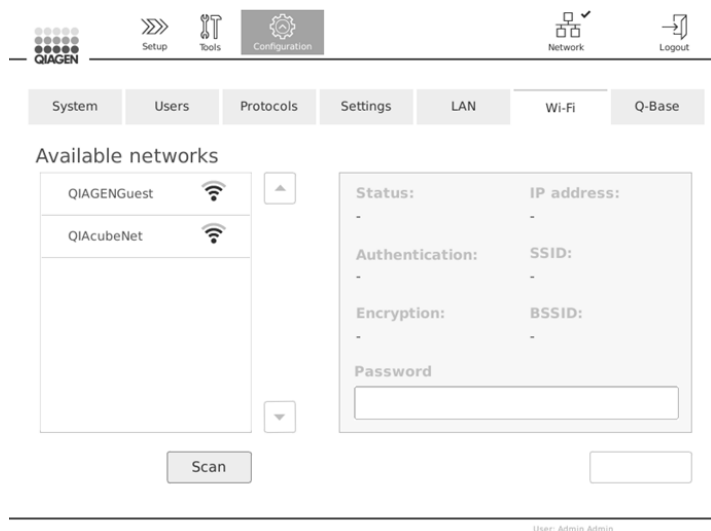 QIAGEN
Setup
Tools
Configuration
Network
Logout
System Users Protocols Settings LAN Wi-Fi Q-Base
Available networks
QIAGENGuest
QIAcubeNet
Scan
Status: IP address:
- -
Authentication: SSID:
- -
Encryption: BSSID:
- -
Password
User: Admin Admin